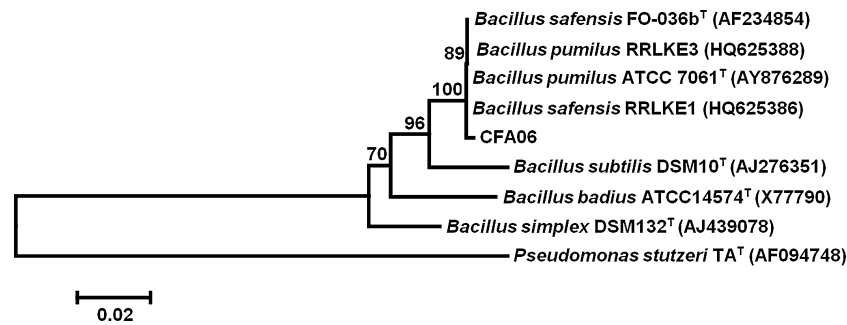 Bacillus safensis FO-036bᵀ (AF234854)
89
Bacillus pumilus RRLKE3 (HQ625388)
Bacillus pumilus ATCC 7061ᵀ (AY876289)
100
Bacillus safensis RRLKE1 (HQ625386)
96
CFA06
70
Bacillus subtilis DSM10ᵀ (AJ276351)
Bacillus badius ATCC14574ᵀ (X77790)
Bacillus simplex DSM132ᵀ (AJ439078)
Pseudomonas stutzeri TAᵀ (AF094748)
0.02